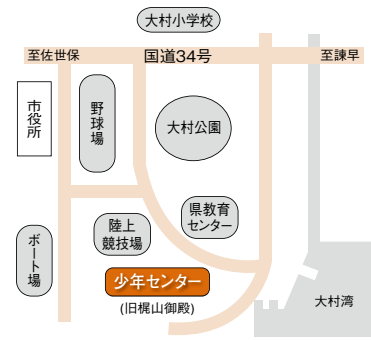 大村小学校
至佐世保
国道34号
至諫早
市役所
野球場
大村公園
県教育
センター
陸上
競技場
ボート場
少年センター
(旧梶山御殿)
大村湾